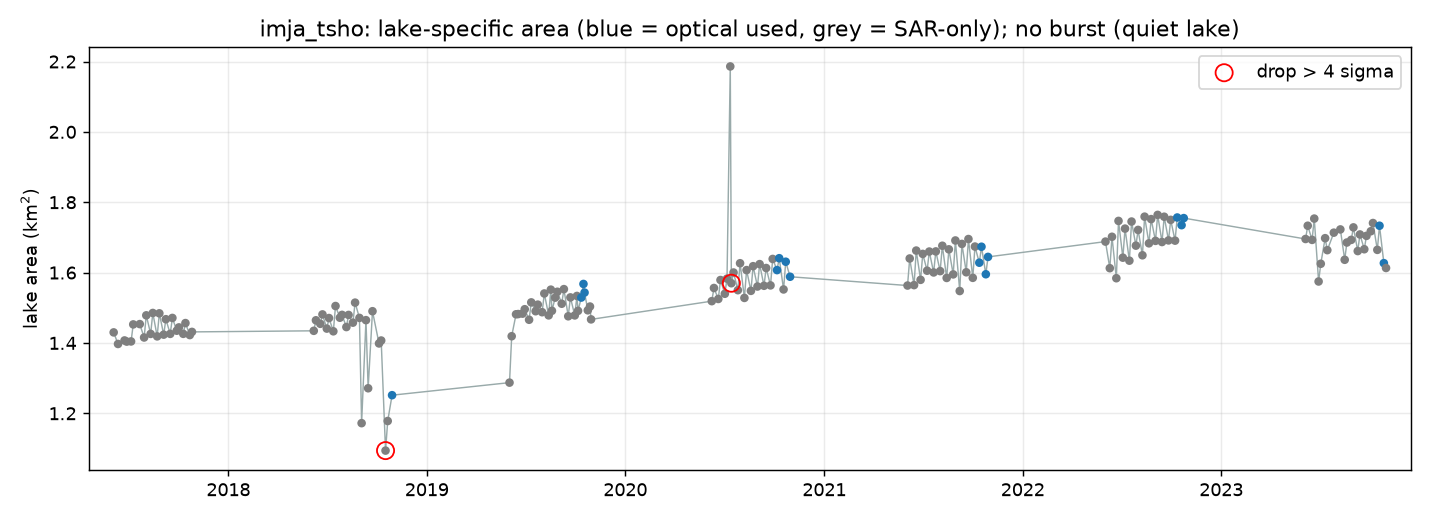 imja_tsho: lake-specific area (blue = optical used, grey = SAR-only); no burst (quiet lake)
drop > 4 sigma
lake area (km²)
2.2
2.0
1.8
1.6
1.4
1.2
2018 2019 2020 2021 2022 2023